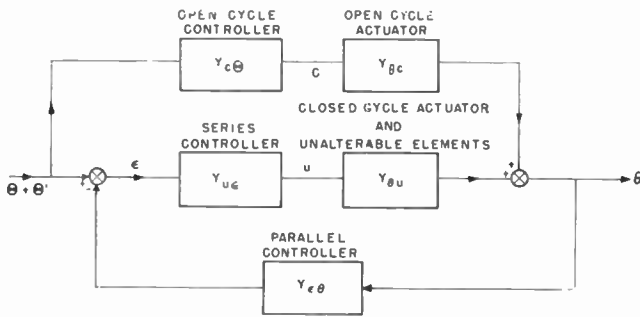 OPEN CYCLE CONTROLLER
OPEN CYCLE ACTUATOR
Y_cΘ
C
Y_θc
SERIES CONTROLLER
CLOSED CYCLE ACTUATOR AND UNALTERABLE ELEMENTS
Θ + Θ'
+
-
ϵ
Y_uϵ
u
Y_θu
+
+
θ
PARALLEL CONTROLLER
Y_ϵθ